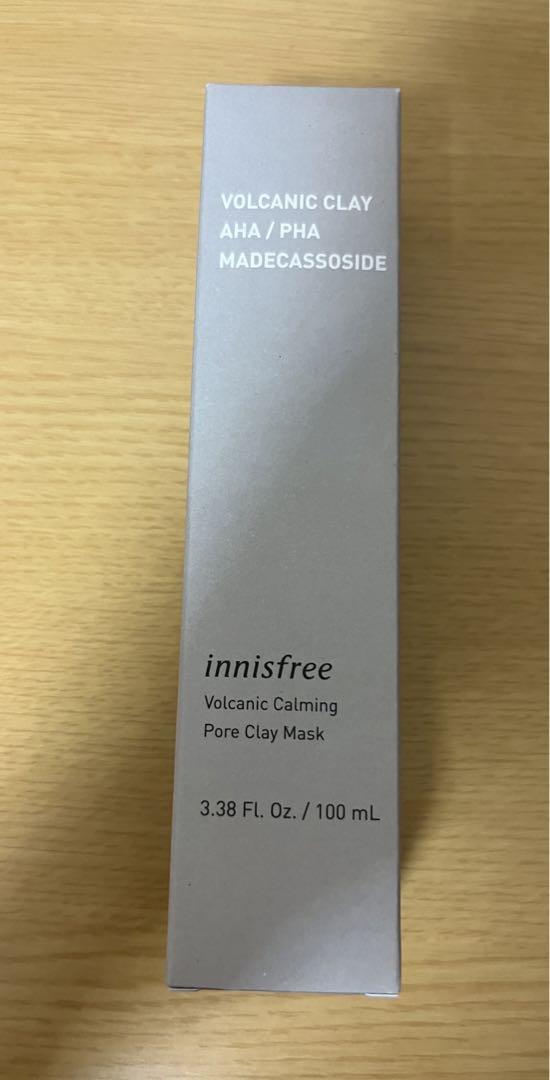 VOLCANIC CLAY
AHA / PHA
MADECASSOSIDE
innisfree
Volcanic Calming
Pore Clay Mask
3.38 Fl. Oz. / 100 mL